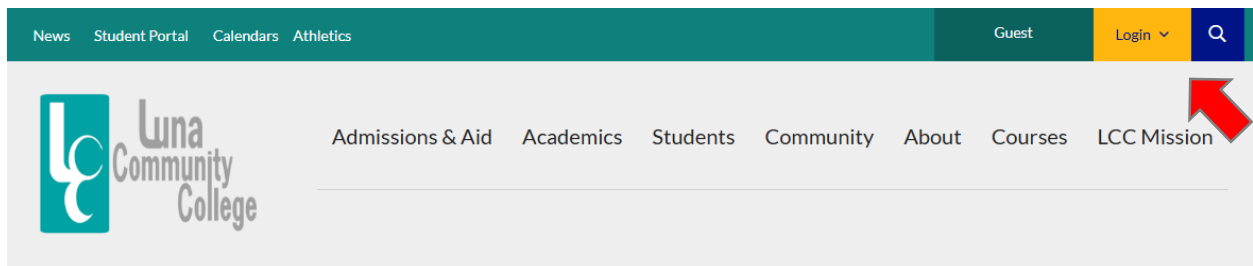 News Student Portal Calendars Athletics Guest Login
Luna
Community
College
LCC
Admissions & Aid Academics Students Community About Courses LCC Mission